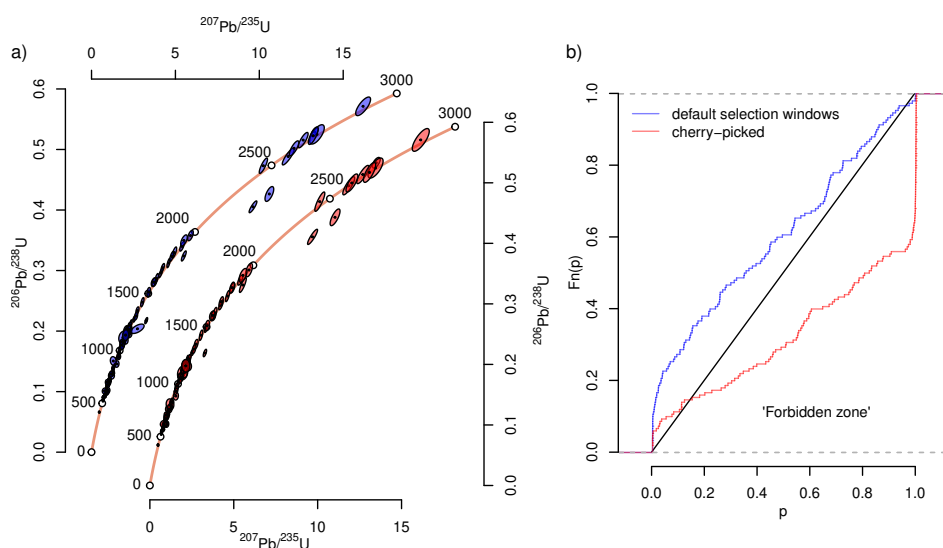 a)
²⁰⁷Pb/²³⁵U
0 5 10 15
²⁰⁶Pb/²³⁸U
0.0 0.1 0.2 0.3 0.4 0.5 0.6
0 500 1000 1500 2000 2500 3000
0 500 1000 1500 2000 2500 3000
0.0 0.1 0.2 0.3 0.4 0.5 0.6
²⁰⁶Pb/²³⁸U
0 5 10 15
²⁰⁷Pb/²³⁵U
b)
default selection windows
cherry-picked
Fn(p)
0.0 0.2 0.4 0.6 0.8 1.0
'Forbidden zone'
0.0 0.2 0.4 0.6 0.8 1.0
p